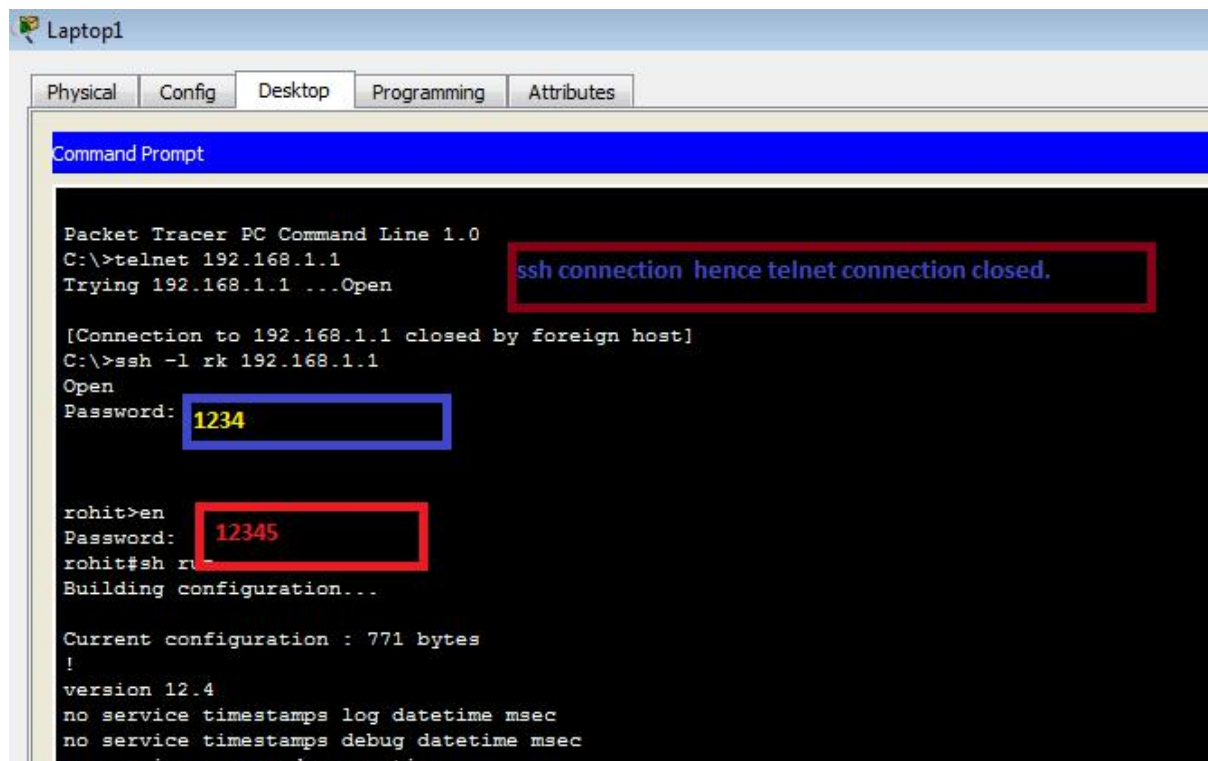 Laptop1
Physical Config Desktop Programming Attributes
Command Prompt
Packet Tracer PC Command Line 1.0
C:\>telnet 192.168.1.1
Trying 192.168.1.1 ...Open
ssh connection hence telnet connection closed.
[Connection to 192.168.1.1 closed by foreign host]
C:\>ssh -l rk 192.168.1.1
Open
Password: 1234
rohit>en
Password: 12345
rohit#sh run
Building configuration...
Current configuration : 771 bytes
!
version 12.4
no service timestamps log datetime msec
no service timestamps debug datetime msec